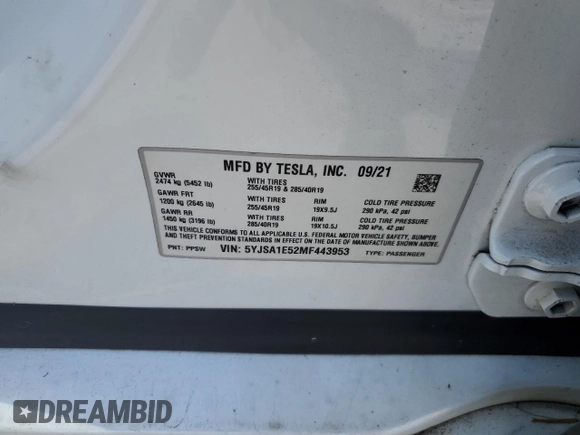 MFD BY TESLA, INC. 09/21
GVWR
2474 kg (5452 lb) WITH TIRES 255/45R19 & 285/40R19
GAWR FRT
1200 kg (2645 lb) WITH TIRES 255/45R19 RIM 19X9.5J COLD TIRE PRESSURE 290 kPa, 42 psi
GAWR RR
1450 kg (3196 lb) WITH TIRES 285/40R19 RIM 19X10.5J COLD TIRE PRESSURE 290 kPa, 42 psi
THIS VEHICLE CONFORMS TO ALL APPLICABLE U.S. FEDERAL MOTOR VEHICLE SAFETY, BUMPER
AND THEFT PREVENTION STANDARDS IN EFFECT ON THE DATE OF MANUFACTURE SHOWN ABOVE.
PNT: PPSW VIN: 5YJSA1E52MF443953 TYPE: PASSENGER
DREAMBID